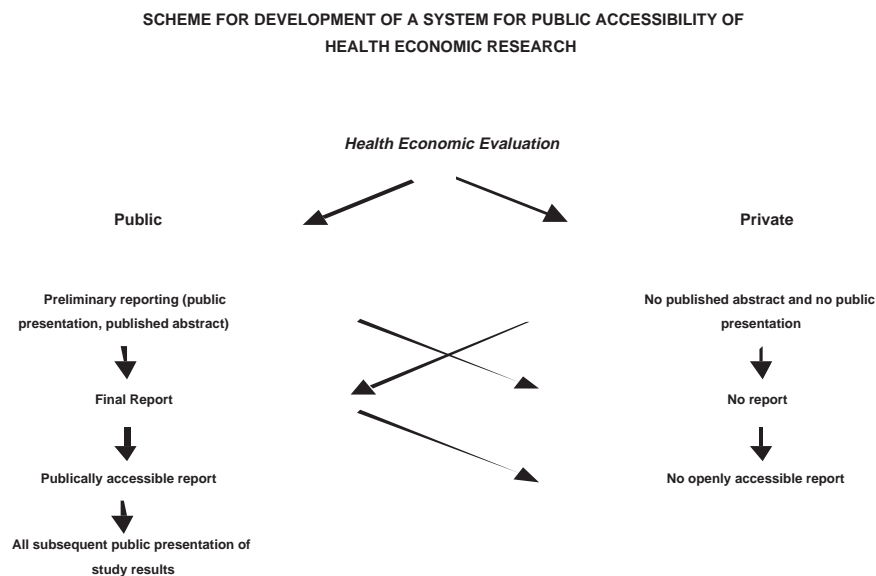 SCHEME FOR DEVELOPMENT OF A SYSTEM FOR PUBLIC ACCESSIBILITY OF
HEALTH ECONOMIC RESEARCH
Health Economic Evaluation
Public
Private
Preliminary reporting (public
presentation, published abstract)
No published abstract and no public
presentation
Final Report
No report
Publically accessible report
No openly accessible report
All subsequent public presentation of
study results